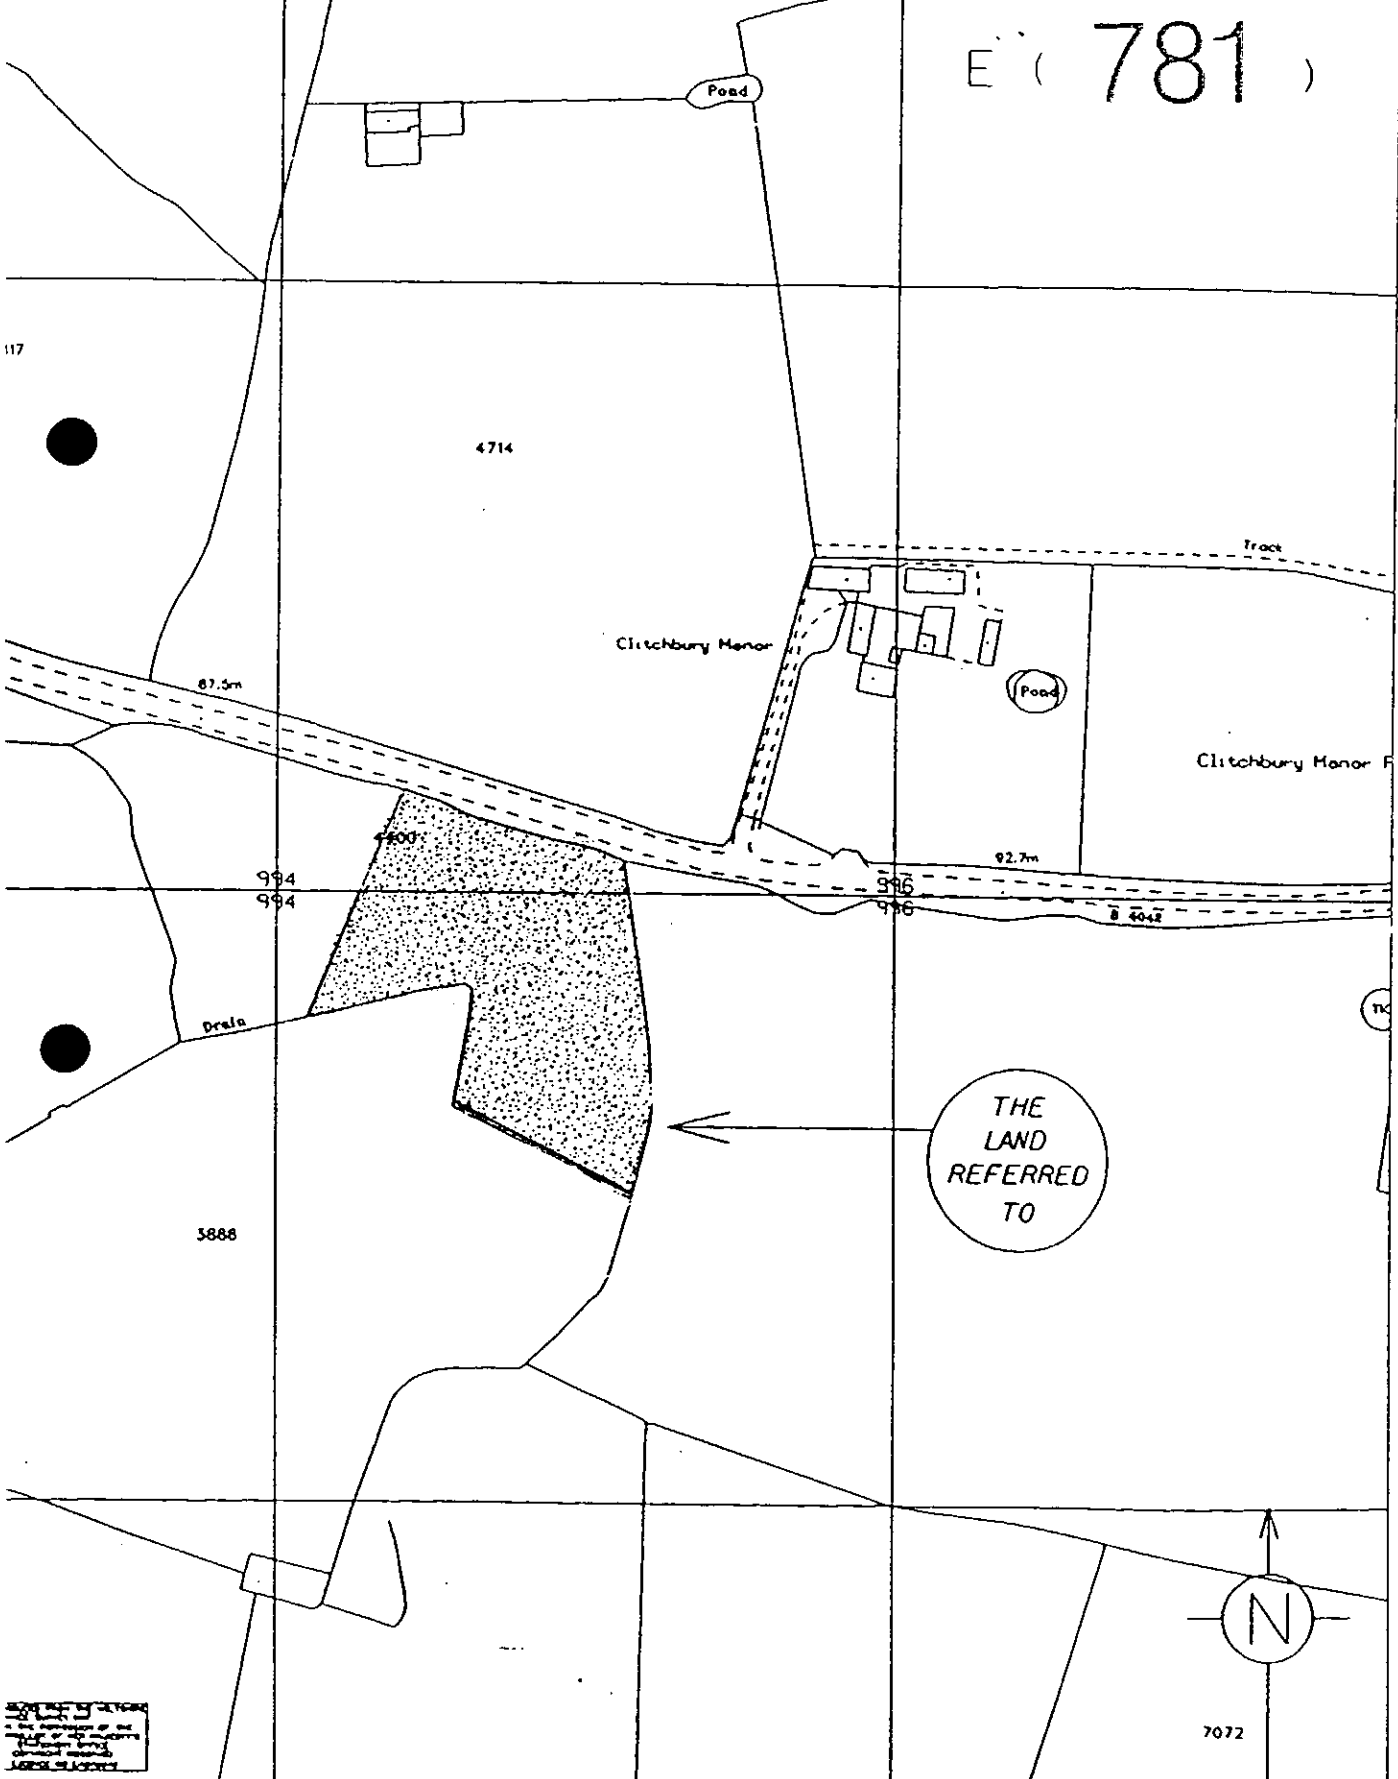 E ( 781 )
Pond
117
4714
Track
Clitchbury Manor
87.5m
Pond
Clitchbury Manor F
4400
92.7m
994
994
996
996
B 4042
Drain
THE
LAND
REFERRED
TO
3888
N
7072